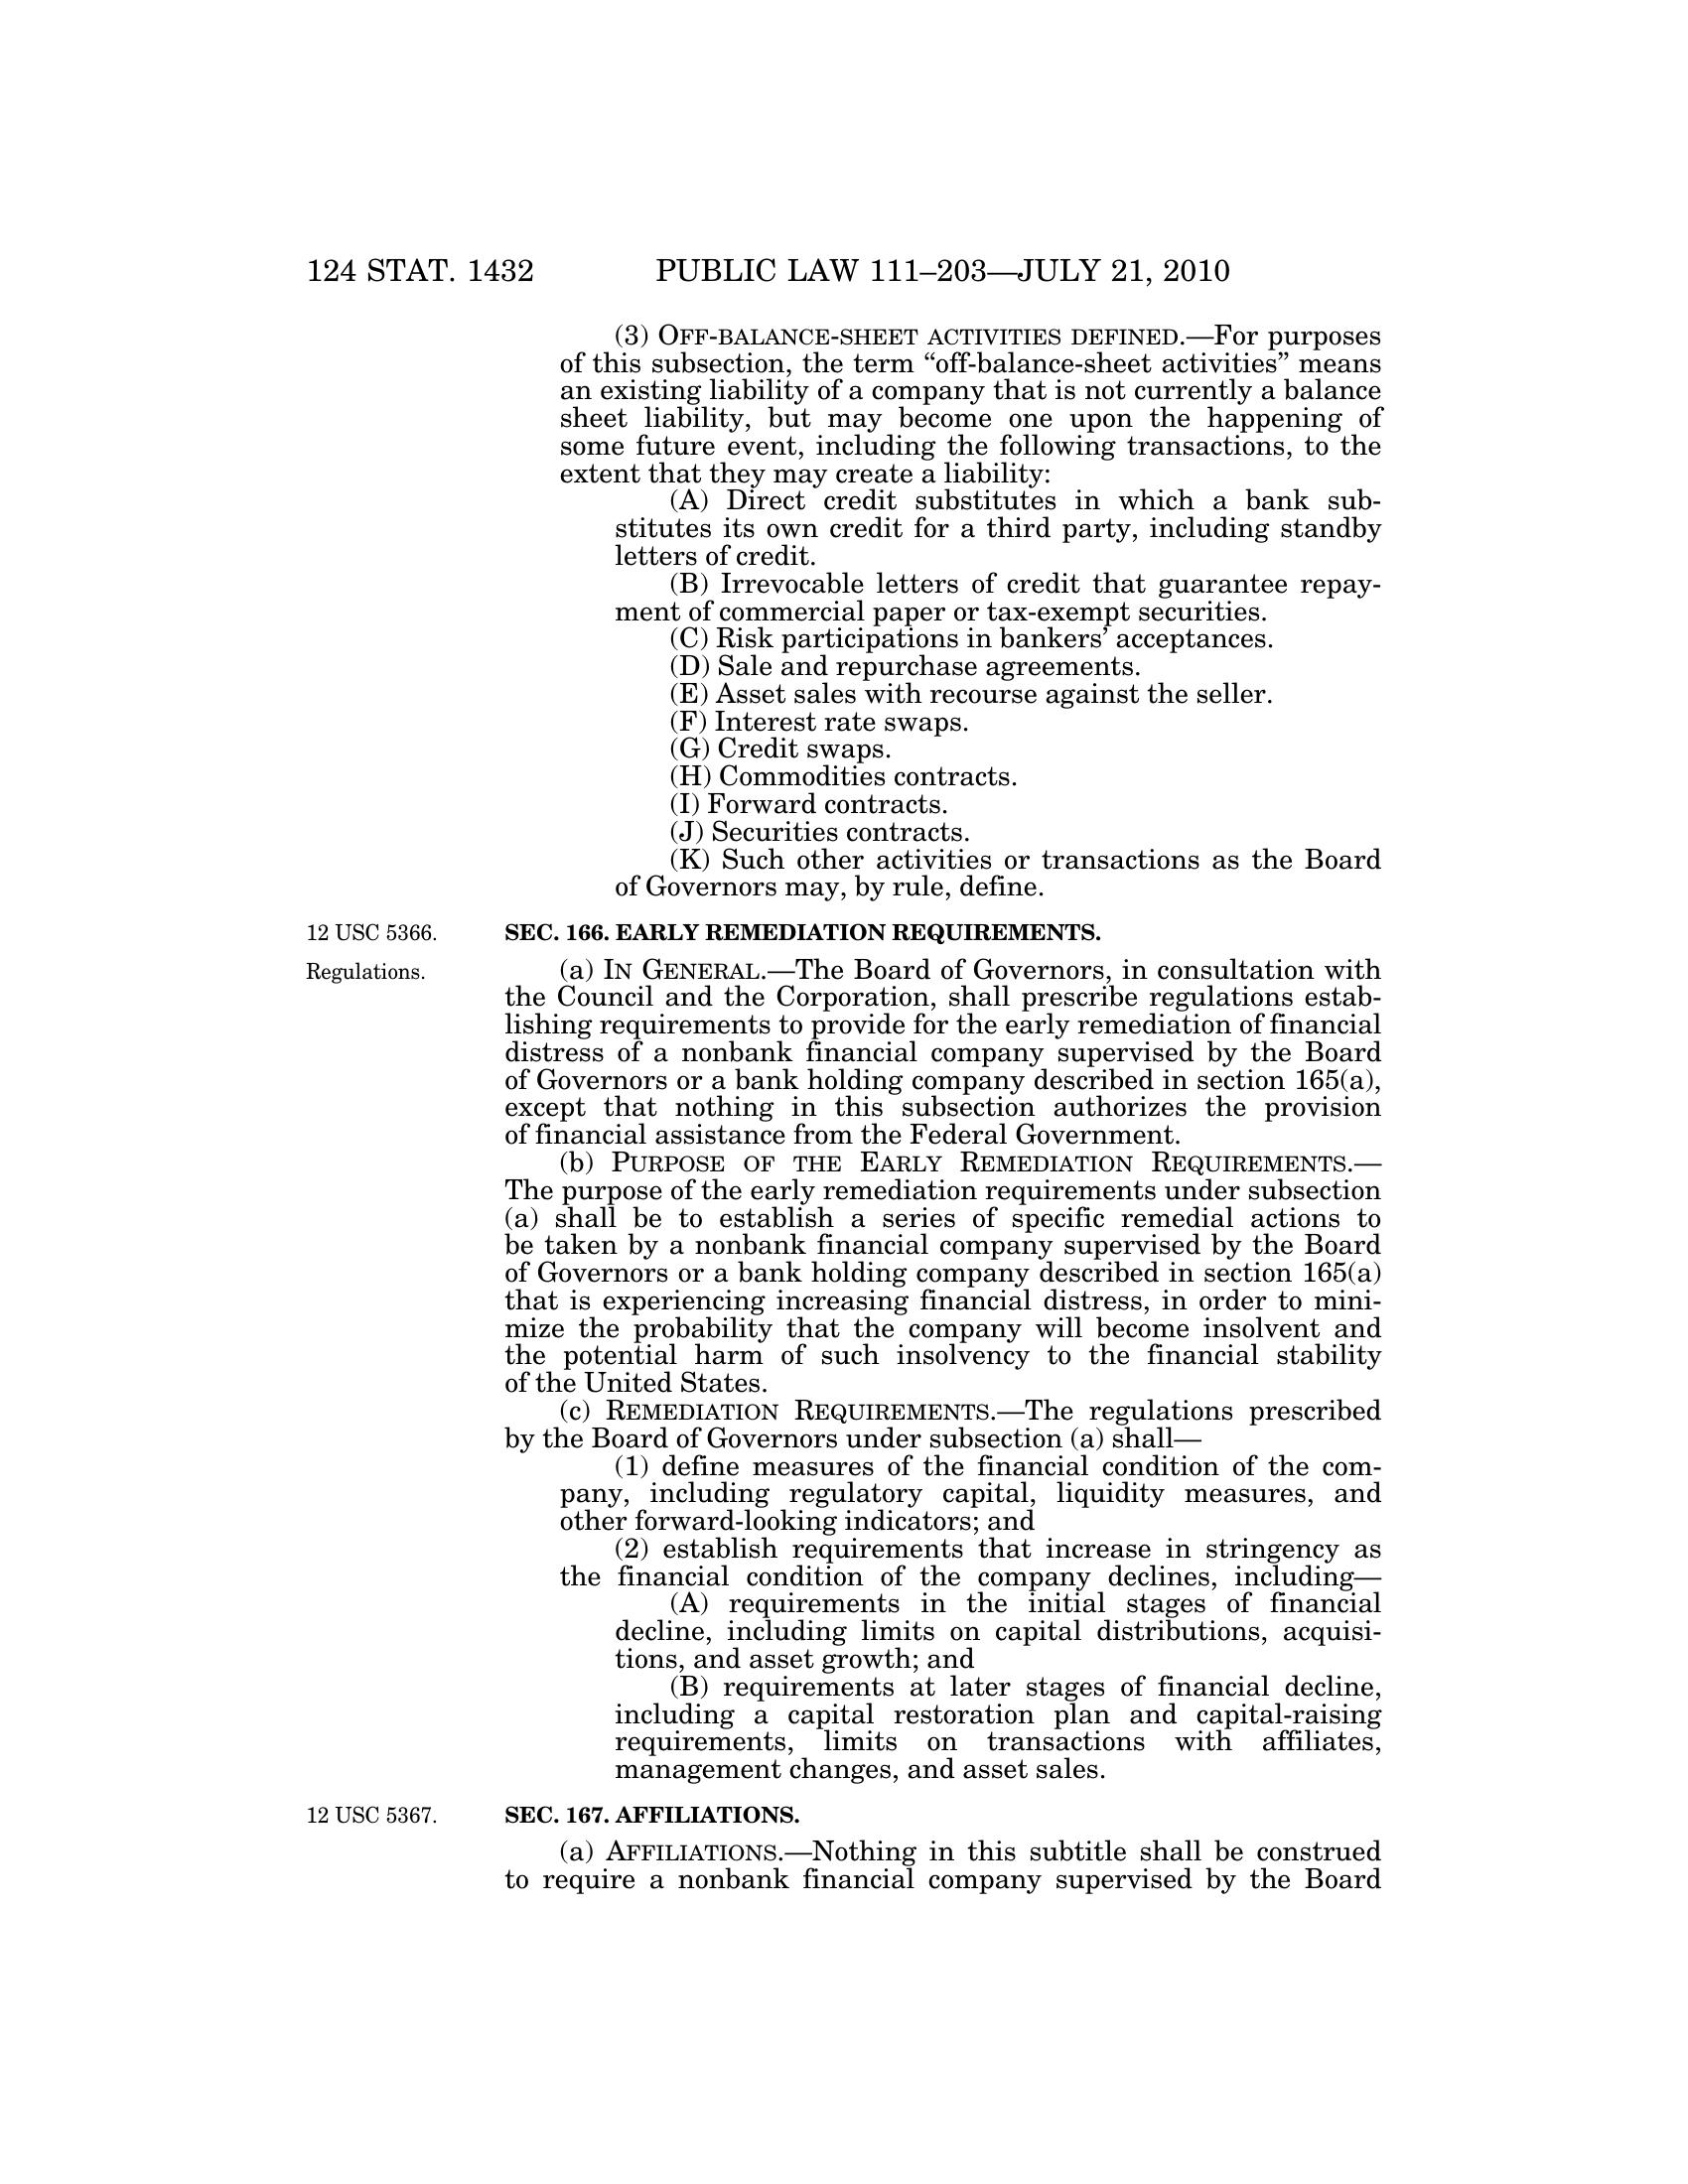 124 STAT. 1432 PUBLIC LAW 111–203—JULY 21, 2010
(3) OFF-BALANCE-SHEET ACTIVITIES DEFINED.—For purposes
of this subsection, the term “off-balance-sheet activities” means
an existing liability of a company that is not currently a balance
sheet liability, but may become one upon the happening of
some future event, including the following transactions, to the
extent that they may create a liability:
(A) Direct credit substitutes in which a bank sub-
stitutes its own credit for a third party, including standby
letters of credit.
(B) Irrevocable letters of credit that guarantee repay-
ment of commercial paper or tax-exempt securities.
(C) Risk participations in bankers’ acceptances.
(D) Sale and repurchase agreements.
(E) Asset sales with recourse against the seller.
(F) Interest rate swaps.
(G) Credit swaps.
(H) Commodities contracts.
(I) Forward contracts.
(J) Securities contracts.
(K) Such other activities or transactions as the Board
of Governors may, by rule, define.
12 USC 5366. SEC. 166. EARLY REMEDIATION REQUIREMENTS.
Regulations. (a) IN GENERAL.—The Board of Governors, in consultation with
the Council and the Corporation, shall prescribe regulations estab-
lishing requirements to provide for the early remediation of financial
distress of a nonbank financial company supervised by the Board
of Governors or a bank holding company described in section 165(a),
except that nothing in this subsection authorizes the provision
of financial assistance from the Federal Government.
(b) PURPOSE OF THE EARLY REMEDIATION REQUIREMENTS.—
The purpose of the early remediation requirements under subsection
(a) shall be to establish a series of specific remedial actions to
be taken by a nonbank financial company supervised by the Board
of Governors or a bank holding company described in section 165(a)
that is experiencing increasing financial distress, in order to mini-
mize the probability that the company will become insolvent and
the potential harm of such insolvency to the financial stability
of the United States.
(c) REMEDIATION REQUIREMENTS.—The regulations prescribed
by the Board of Governors under subsection (a) shall—
(1) define measures of the financial condition of the com-
pany, including regulatory capital, liquidity measures, and
other forward-looking indicators; and
(2) establish requirements that increase in stringency as
the financial condition of the company declines, including—
(A) requirements in the initial stages of financial
decline, including limits on capital distributions, acquisi-
tions, and asset growth; and
(B) requirements at later stages of financial decline,
including a capital restoration plan and capital-raising
requirements, limits on transactions with affiliates,
management changes, and asset sales.
12 USC 5367. SEC. 167. AFFILIATIONS.
(a) AFFILIATIONS.—Nothing in this subtitle shall be construed
to require a nonbank financial company supervised by the Board